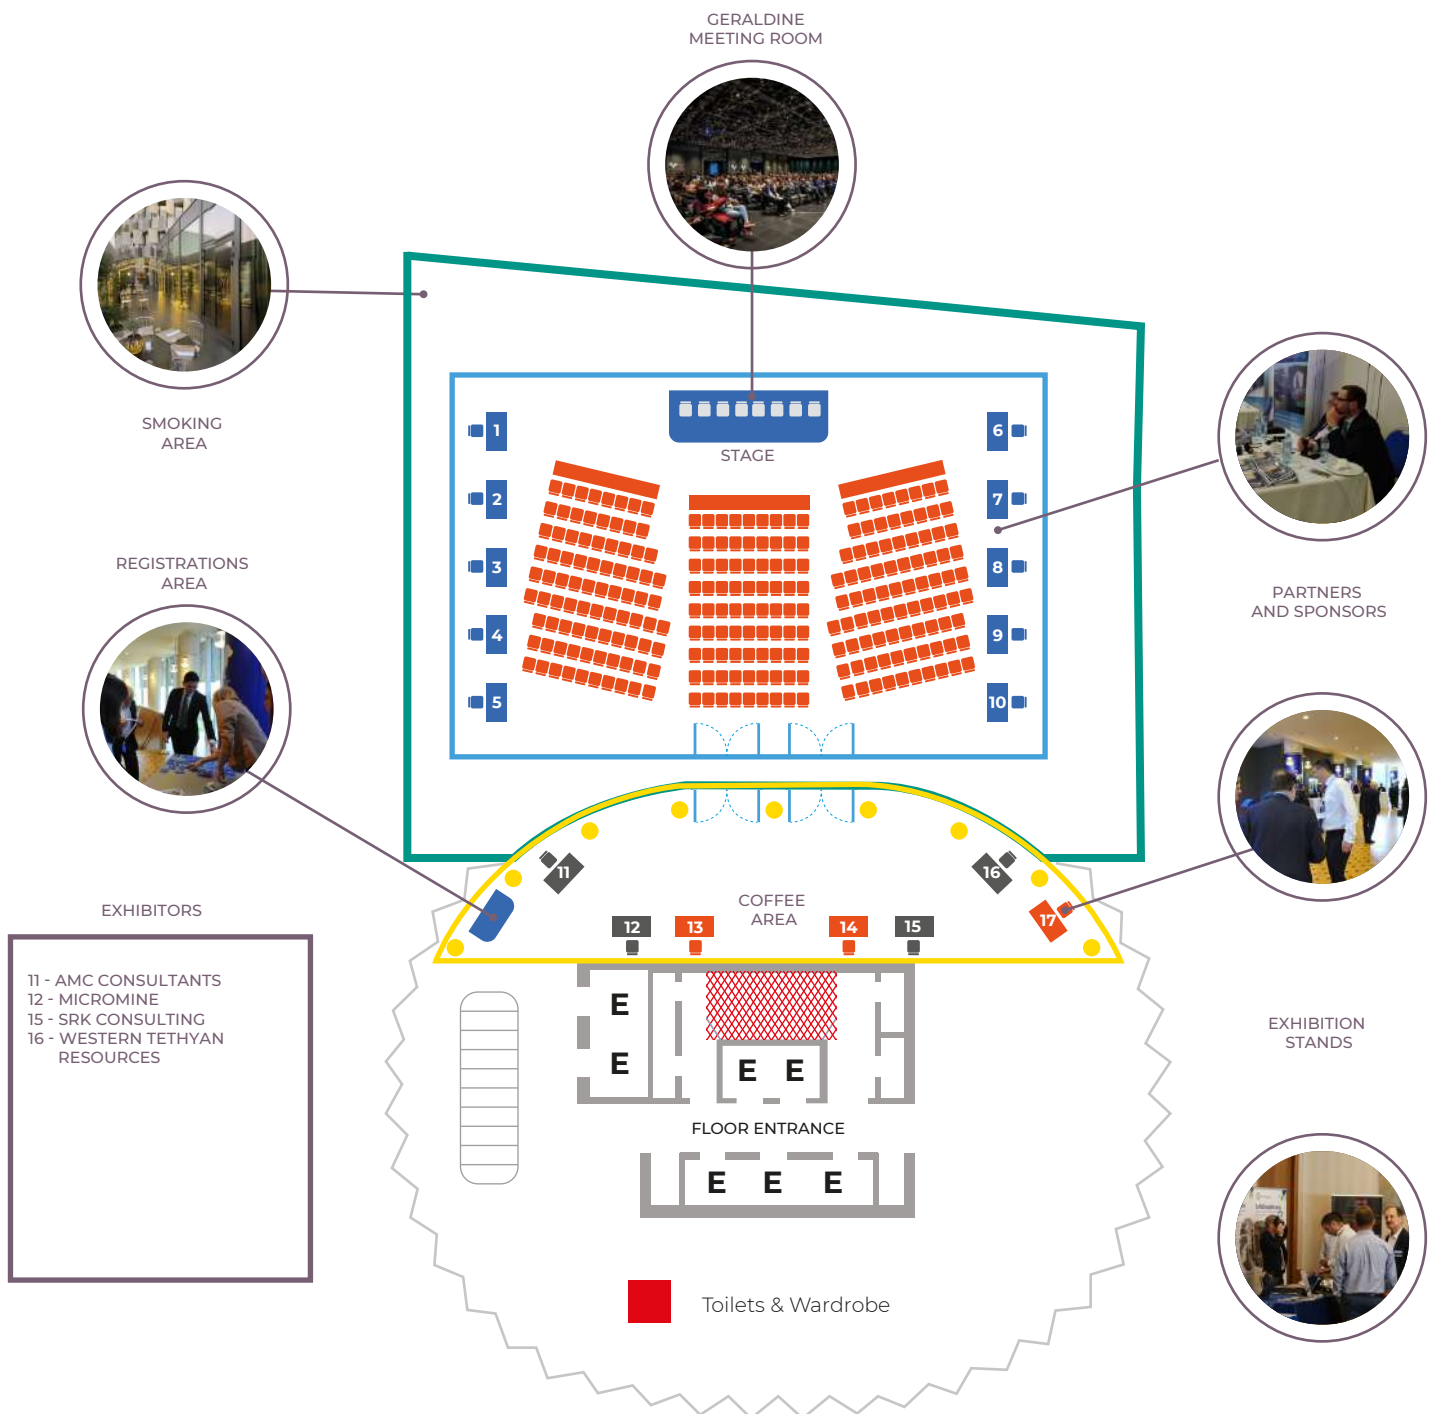 GERALDINE
MEETING ROOM
SMOKING
AREA
STAGE
1
2
3
4
5
6
7
8
9
10
REGISTRATIONS
AREA
PARTNERS
AND SPONSORS
11
16
17
12
13
14
15
COFFEE
AREA
EXHIBITORS
11 - AMC CONSULTANTS
12 - MICROMINE
15 - SRK CONSULTING
16 - WESTERN TETHYAN
RESOURCES
E
E
E E
FLOOR ENTRANCE
E E E
EXHIBITION
STANDS
Toilets & Wardrobe